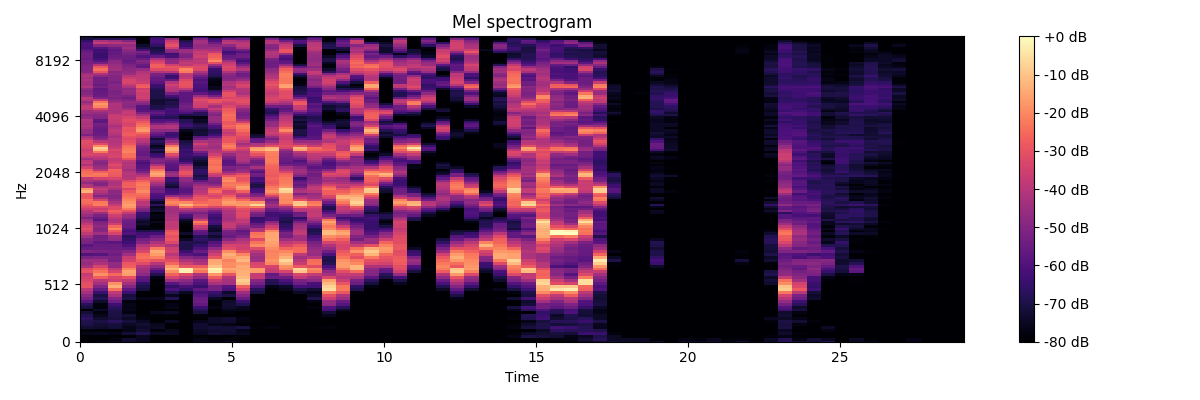 Mel spectrogram
8192
4096
2048
1024
512
0
Hz
0 5 10 15 20 25
Time
+0 dB
-10 dB
-20 dB
-30 dB
-40 dB
-50 dB
-60 dB
-70 dB
-80 dB